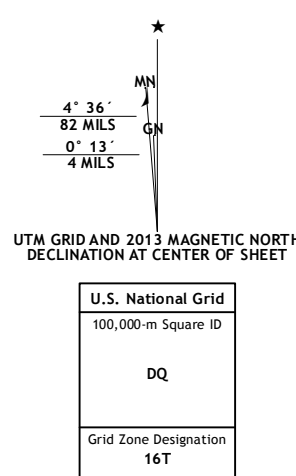 ★
MN
4° 36´
82 MILS
GN
0° 13´
4 MILS
UTM GRID AND 2013 MAGNETIC NORTH
DECLINATION AT CENTER OF SHEET
U.S. National Grid
100,000-m Square ID
DQ
Grid Zone Designation
16T